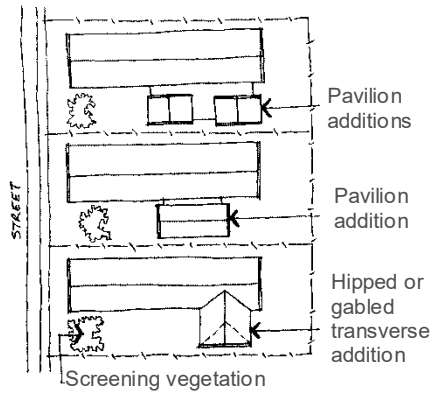 STREET
Pavilion
additions
Pavilion
addition
Hipped or
gabled
transverse
addition
Screening vegetation